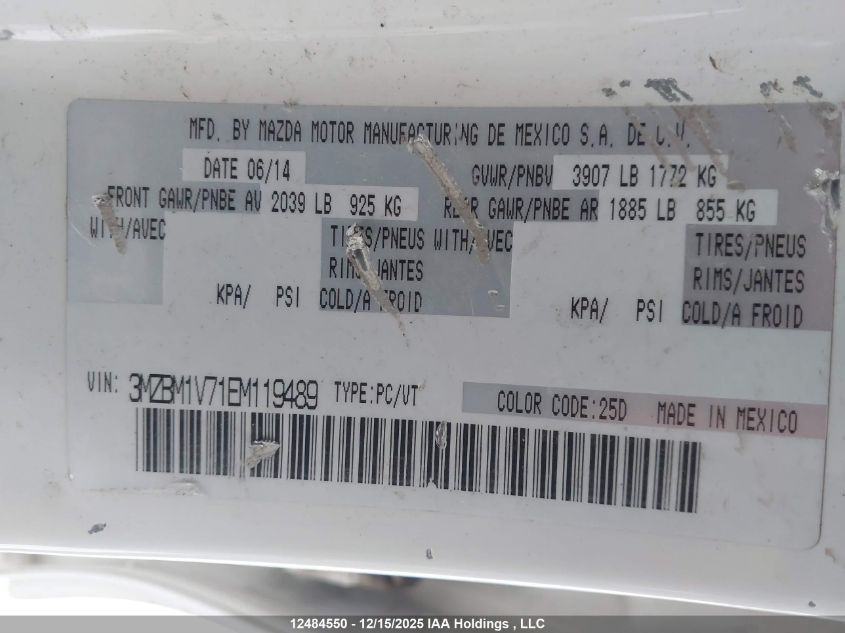 MFD. BY MAZDA MOTOR MANUFACTURING DE MEXICO S.A. DE C.V.
DATE 06/14 GVWR/PNBV 3907 LB 1772 KG
FRONT GAWR/PNBE AV 2039 LB 925 KG REAR GAWR/PNBE AR 1885 LB 855 KG
WITH/AVEC TIRES/PNEUS WITH/AVEC TIRES/PNEUS
RIMS/JANTES RIMS/JANTES
KPA/ PSI COLD/A FROID KPA/ PSI COLD/A FROID
VIN: 3MZBM1V71EM119489 TYPE:PC/VT COLOR CODE:25D MADE IN MEXICO
12484550 - 12/15/2025 IAA Holdings , LLC